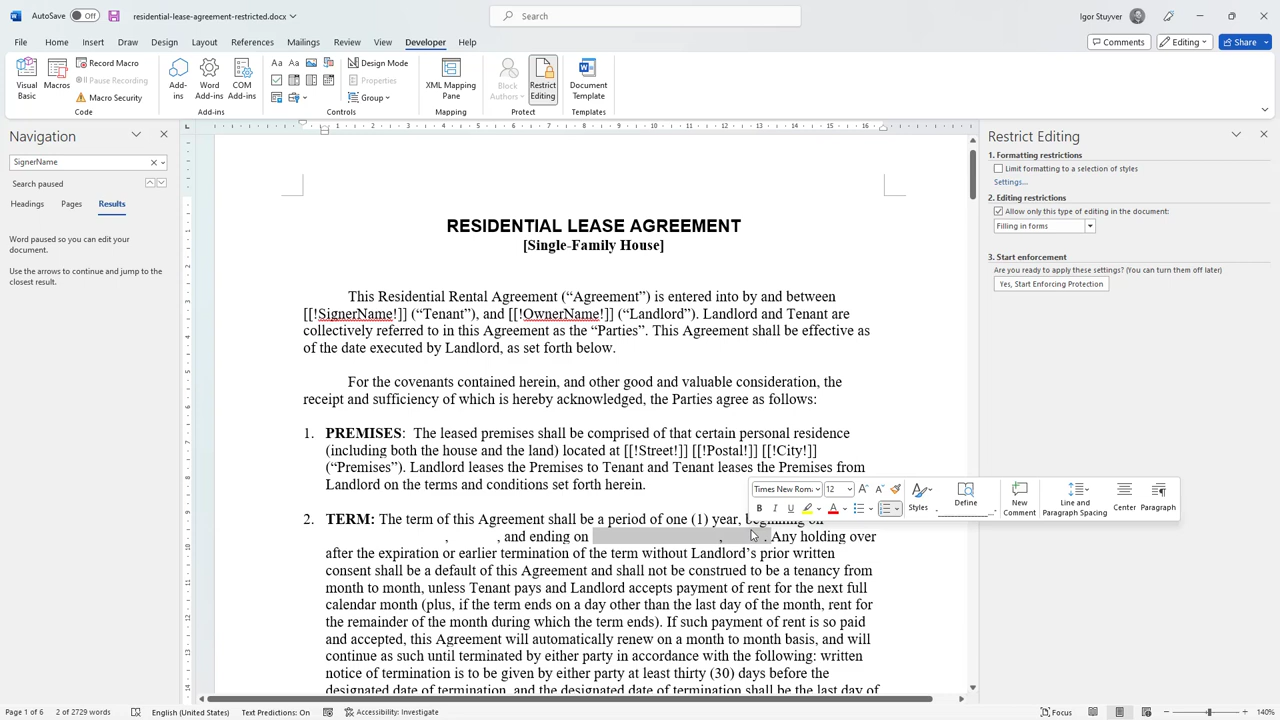 AutoSave Off residential-lease-agreement-restricted.docx Search Igor Stuyver
File Home Insert Draw Design Layout References Mailings Review View Developer Help Comments Editing Share
Visual Basic
Macros
Record Macro
Pause Recording
Macro Security
Code
Add-ins
Word Add-ins
COM Add-ins
Add-ins
Aa Aa
Design Mode
Properties
Group
Controls
XML Mapping Pane
Mapping
Block Authors
Restrict Editing
Protect
Document Template
Templates
Navigation
SignerName
Search paused
Headings Pages Results
Word paused so you can edit your
document.
Use the arrows to continue and jump to the
closest result.
1 2 3 4 5 6 7 8 9 10 11 12 13 14 15 16
RESIDENTIAL LEASE AGREEMENT
[Single-Family House]
This Residential Rental Agreement (“Agreement”) is entered into by and between
[[!SignerName!]] (“Tenant”), and [[!OwnerName!]] (“Landlord”). Landlord and Tenant are
collectively referred to in this Agreement as the “Parties”. This Agreement shall be effective as
of the date executed by Landlord, as set forth below.
For the covenants contained herein, and other good and valuable consideration, the
receipt and sufficiency of which is hereby acknowledged, the Parties agree as follows:
1. PREMISES: The leased premises shall be comprised of that certain personal residence
(including both the house and the land) located at [[!Street!]] [[!Postal!]] [[!City!]]
(“Premises”). Landlord leases the Premises to Tenant and Tenant leases the Premises from
Landlord on the terms and conditions set forth herein.
2. TERM: The term of this Agreement shall be a period of one (1) year, beginning on
, , and ending on , . Any holding over
after the expiration or earlier termination of the term without Landlord’s prior written
consent shall be a default of this Agreement and shall not be construed to be a tenancy from
month to month, unless Tenant pays and Landlord accepts payment of rent for the next full
calendar month (plus, if the term ends on a day other than the last day of the month, rent for
the remainder of the month during which the term ends). If such payment of rent is so paid
and accepted, this Agreement will automatically renew on a month to month basis, and will
continue as such until terminated by either party in accordance with the following: written
notice of termination is to be given by either party at least thirty (30) days before the
designated date of termination, and the designated date of termination shall be the last day of
Times New Rom 12 A A
B I U A
Styles
Define
New Comment
Line and Paragraph Spacing
Center
Paragraph
Restrict Editing
1. Formatting restrictions
Limit formatting to a selection of styles
Settings...
2. Editing restrictions
Allow only this type of editing in the document:
Filling in forms
3. Start enforcement
Are you ready to apply these settings? (You can turn them off later)
Yes, Start Enforcing Protection
Page 1 of 6 2 of 2729 words English (United States) Text Predictions: On Accessibility: Investigate Focus 140%